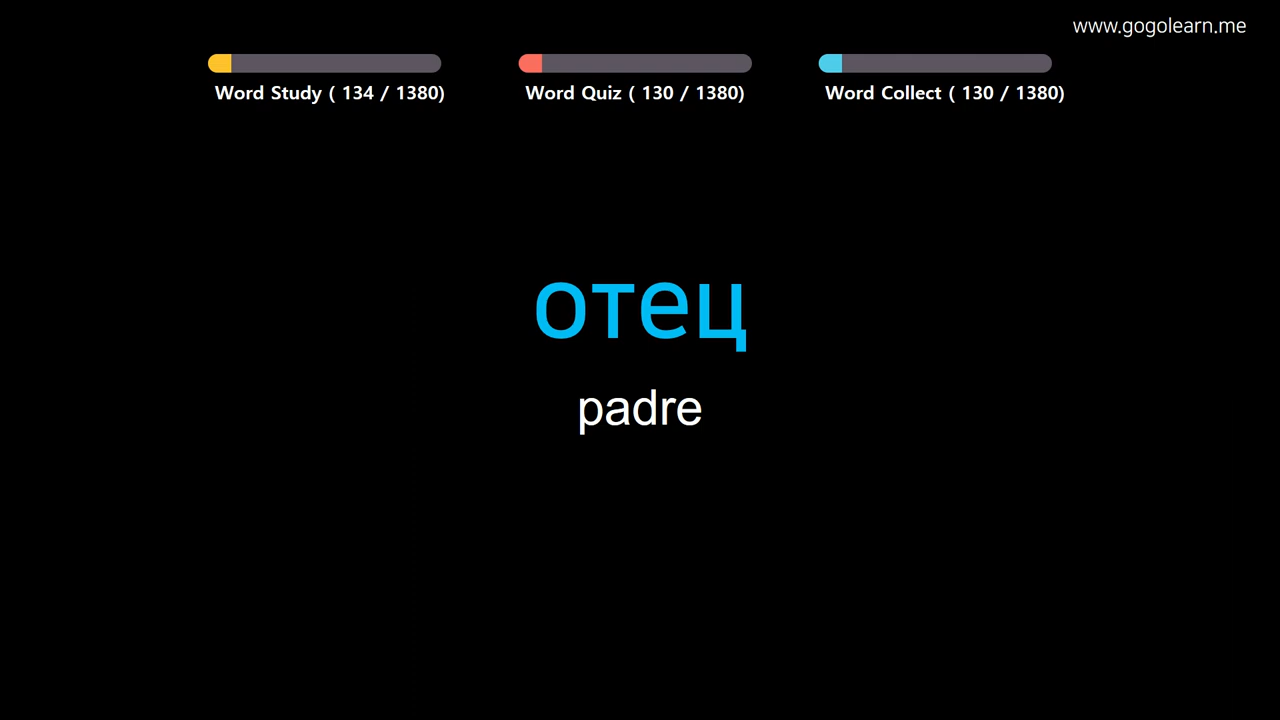 www.gogolearn.me
Word Study ( 134 / 1380)
Word Quiz ( 130 / 1380)
Word Collect ( 130 / 1380)
отец
padre